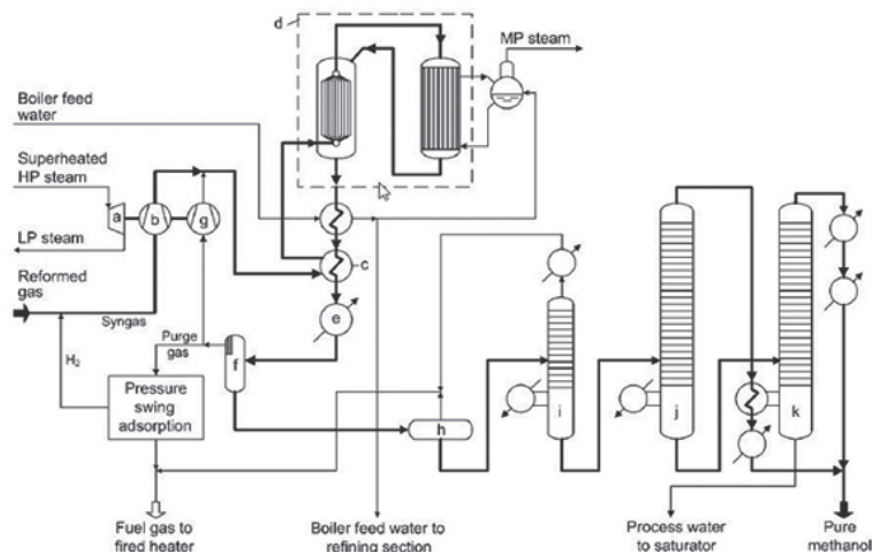 d
MP steam
Boiler feed
water
Superheated
HP steam
a
b
g
LP steam
c
Reformed
gas
Syngas
e
Purge
gas
f
H₂
Pressure
swing
adsorption
h
i
j
k
Fuel gas to
fired heater
Boiler feed water to
refining section
Process water
to saturator
Pure
methanol